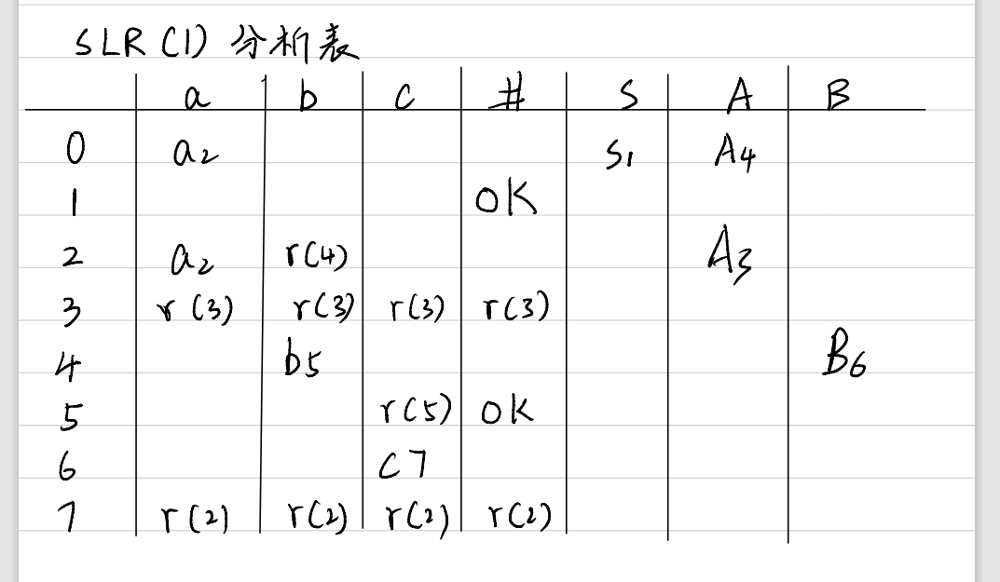 SLR(1) 分析表
a b c # S A B
0 a2 S1 A4
1 OK
2 a2 r(4) A3
3 r(3) r(3) r(3) r(3)
4 b5 B6
5 r(5) OK
6 c7
7 r(2) r(2) r(2) r(2)